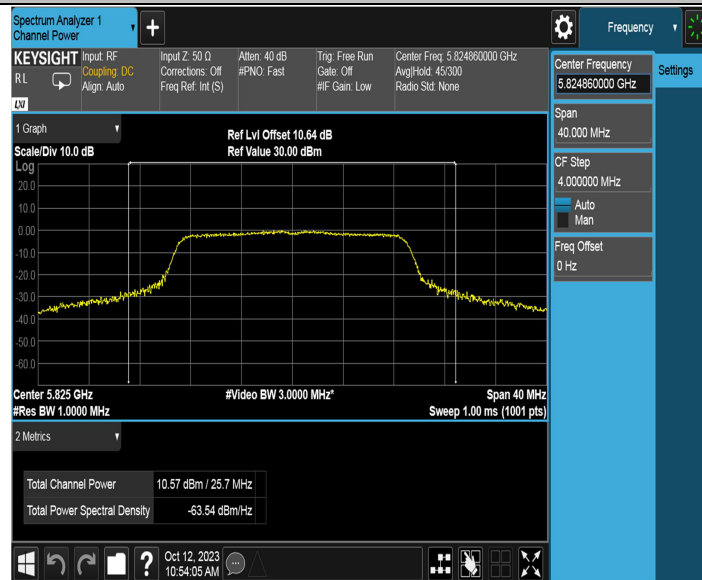 Spectrum Analyzer 1
Channel Power
Frequency
KEYSIGHT
RL
LXI
Input: RF
Coupling: DC
Align: Auto
Input Z: 50 Ω
Corrections: Off
Freq Ref: Int (S)
Atten: 40 dB
#PNO: Fast
Trig: Free Run
Gate: Off
#IF Gain: Low
Center Freq: 5.824860000 GHz
Avg|Hold: 45/300
Radio Std: None
Center Frequency
5.824860000 GHz
Settings
Span
40.000 MHz
CF Step
4.000000 MHz
Auto
Man
Freq Offset
0 Hz
1 Graph
Scale/Div 10.0 dB
Ref Lvl Offset 10.64 dB
Ref Value 30.00 dBm
Log
20.0
10.0
0.00
-10.0
-20.0
-30.0
-40.0
-50.0
-60.0
Center 5.825 GHz
#Video BW 3.0000 MHz*
Span 40 MHz
#Res BW 1.0000 MHz
Sweep 1.00 ms (1001 pts)
2 Metrics
Total Channel Power 10.57 dBm / 25.7 MHz
Total Power Spectral Density -63.54 dBm/Hz
?
Oct 12, 2023
10:54:05 AM